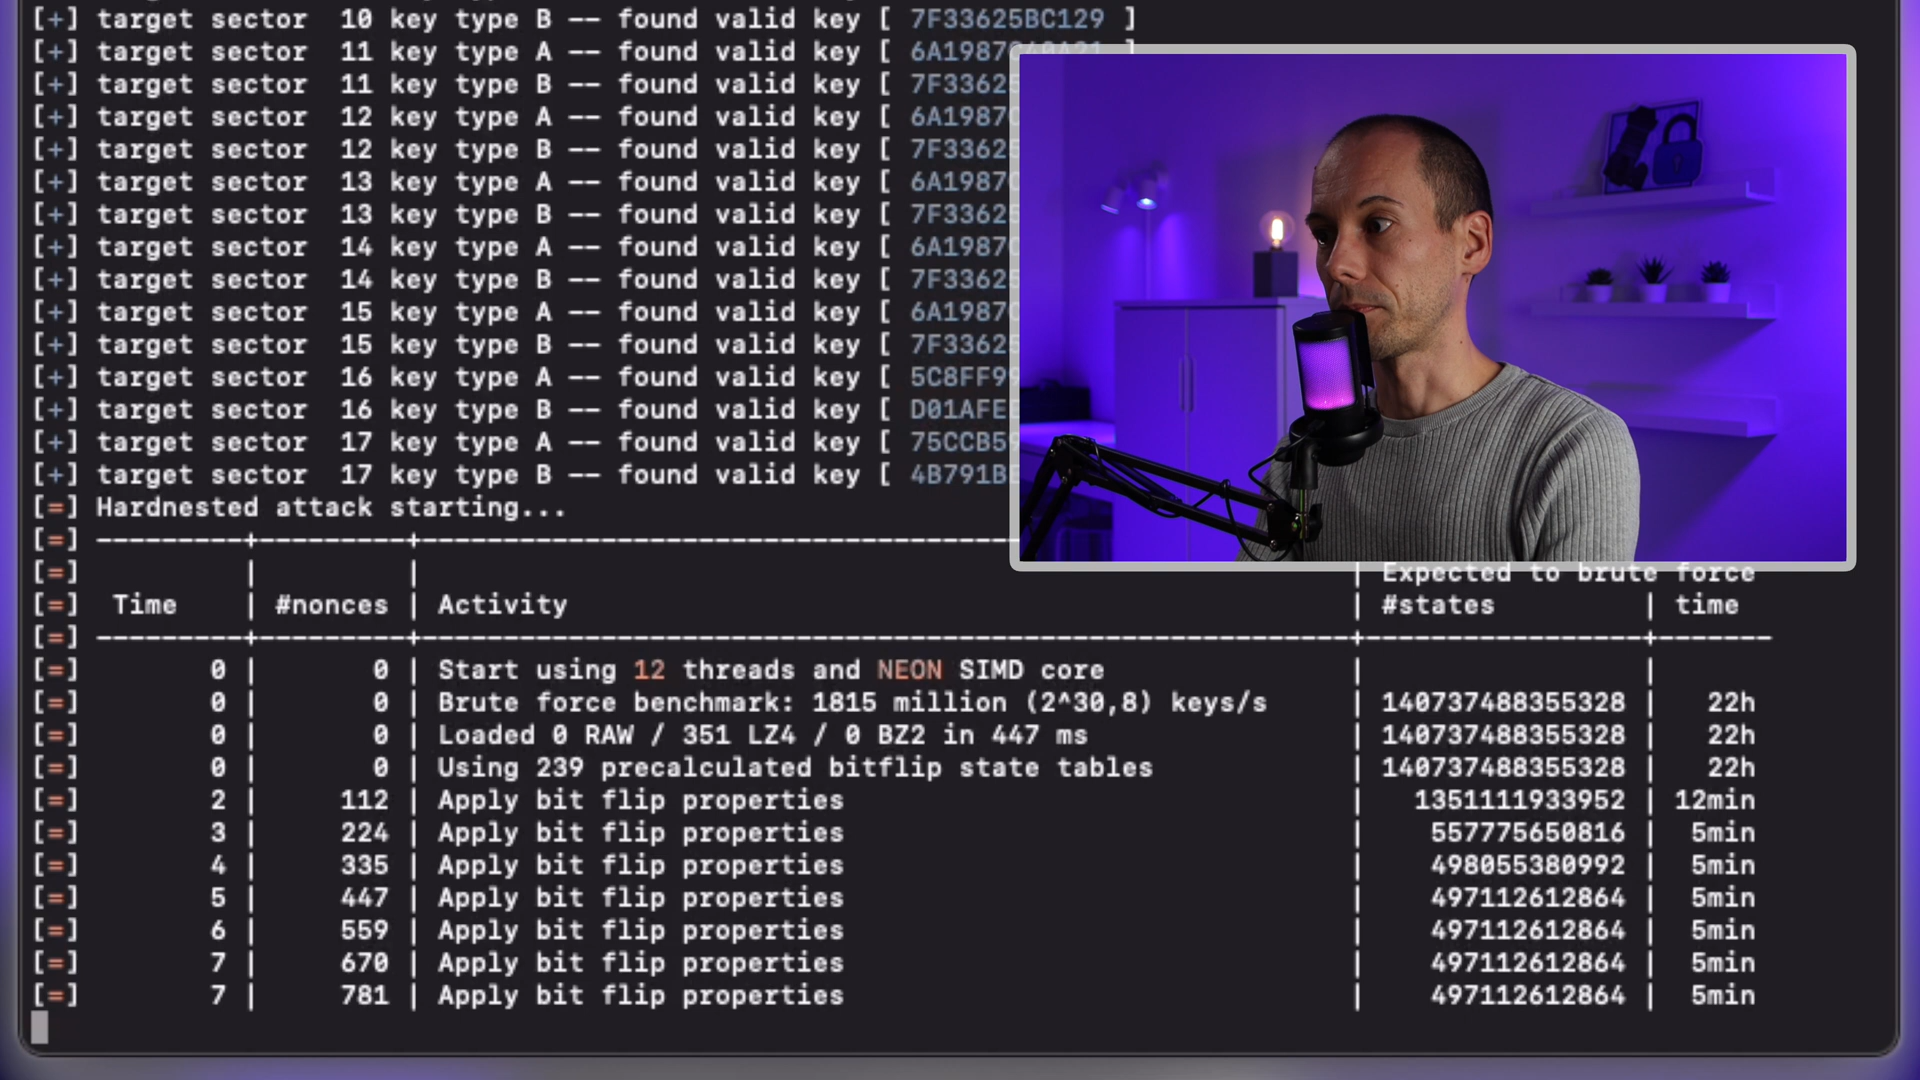 [+] target sector 10 key type B -- found valid key [ 7F33625BC129 ]
[+] target sector 11 key type A -- found valid key [ 6A1987C40A21 ]
[+] target sector 11 key type B -- found valid key [ 7F33625
[+] target sector 12 key type A -- found valid key [ 6A1987C
[+] target sector 12 key type B -- found valid key [ 7F33625
[+] target sector 13 key type A -- found valid key [ 6A1987C
[+] target sector 13 key type B -- found valid key [ 7F33625
[+] target sector 14 key type A -- found valid key [ 6A1987C
[+] target sector 14 key type B -- found valid key [ 7F33625
[+] target sector 15 key type A -- found valid key [ 6A1987C
[+] target sector 15 key type B -- found valid key [ 7F33625
[+] target sector 16 key type A -- found valid key [ 5C8FF99
[+] target sector 16 key type B -- found valid key [ D01AFE
[+] target sector 17 key type A -- found valid key [ 75CCB59
[+] target sector 17 key type B -- found valid key [ 4B791B
[=] Hardnested attack starting...
[=] ---------+---------+---------------------------------------
[=] | | | Expected to brute force
[=] Time | #nonces | Activity | #states | time
[=] ---------+---------+---------------------------------------------------------+-----------------+-------
[=] 0 | 0 | Start using 12 threads and NEON SIMD core | |
[=] 0 | 0 | Brute force benchmark: 1815 million (2^30,8) keys/s | 140737488355328 | 22h
[=] 0 | 0 | Loaded 0 RAW / 351 LZ4 / 0 BZ2 in 447 ms | 140737488355328 | 22h
[=] 0 | 0 | Using 239 precalculated bitflip state tables | 140737488355328 | 22h
[=] 2 | 112 | Apply bit flip properties | 1351111933952 | 12min
[=] 3 | 224 | Apply bit flip properties | 557775650816 | 5min
[=] 4 | 335 | Apply bit flip properties | 498055380992 | 5min
[=] 5 | 447 | Apply bit flip properties | 497112612864 | 5min
[=] 6 | 559 | Apply bit flip properties | 497112612864 | 5min
[=] 7 | 670 | Apply bit flip properties | 497112612864 | 5min
[=] 7 | 781 | Apply bit flip properties | 497112612864 | 5min